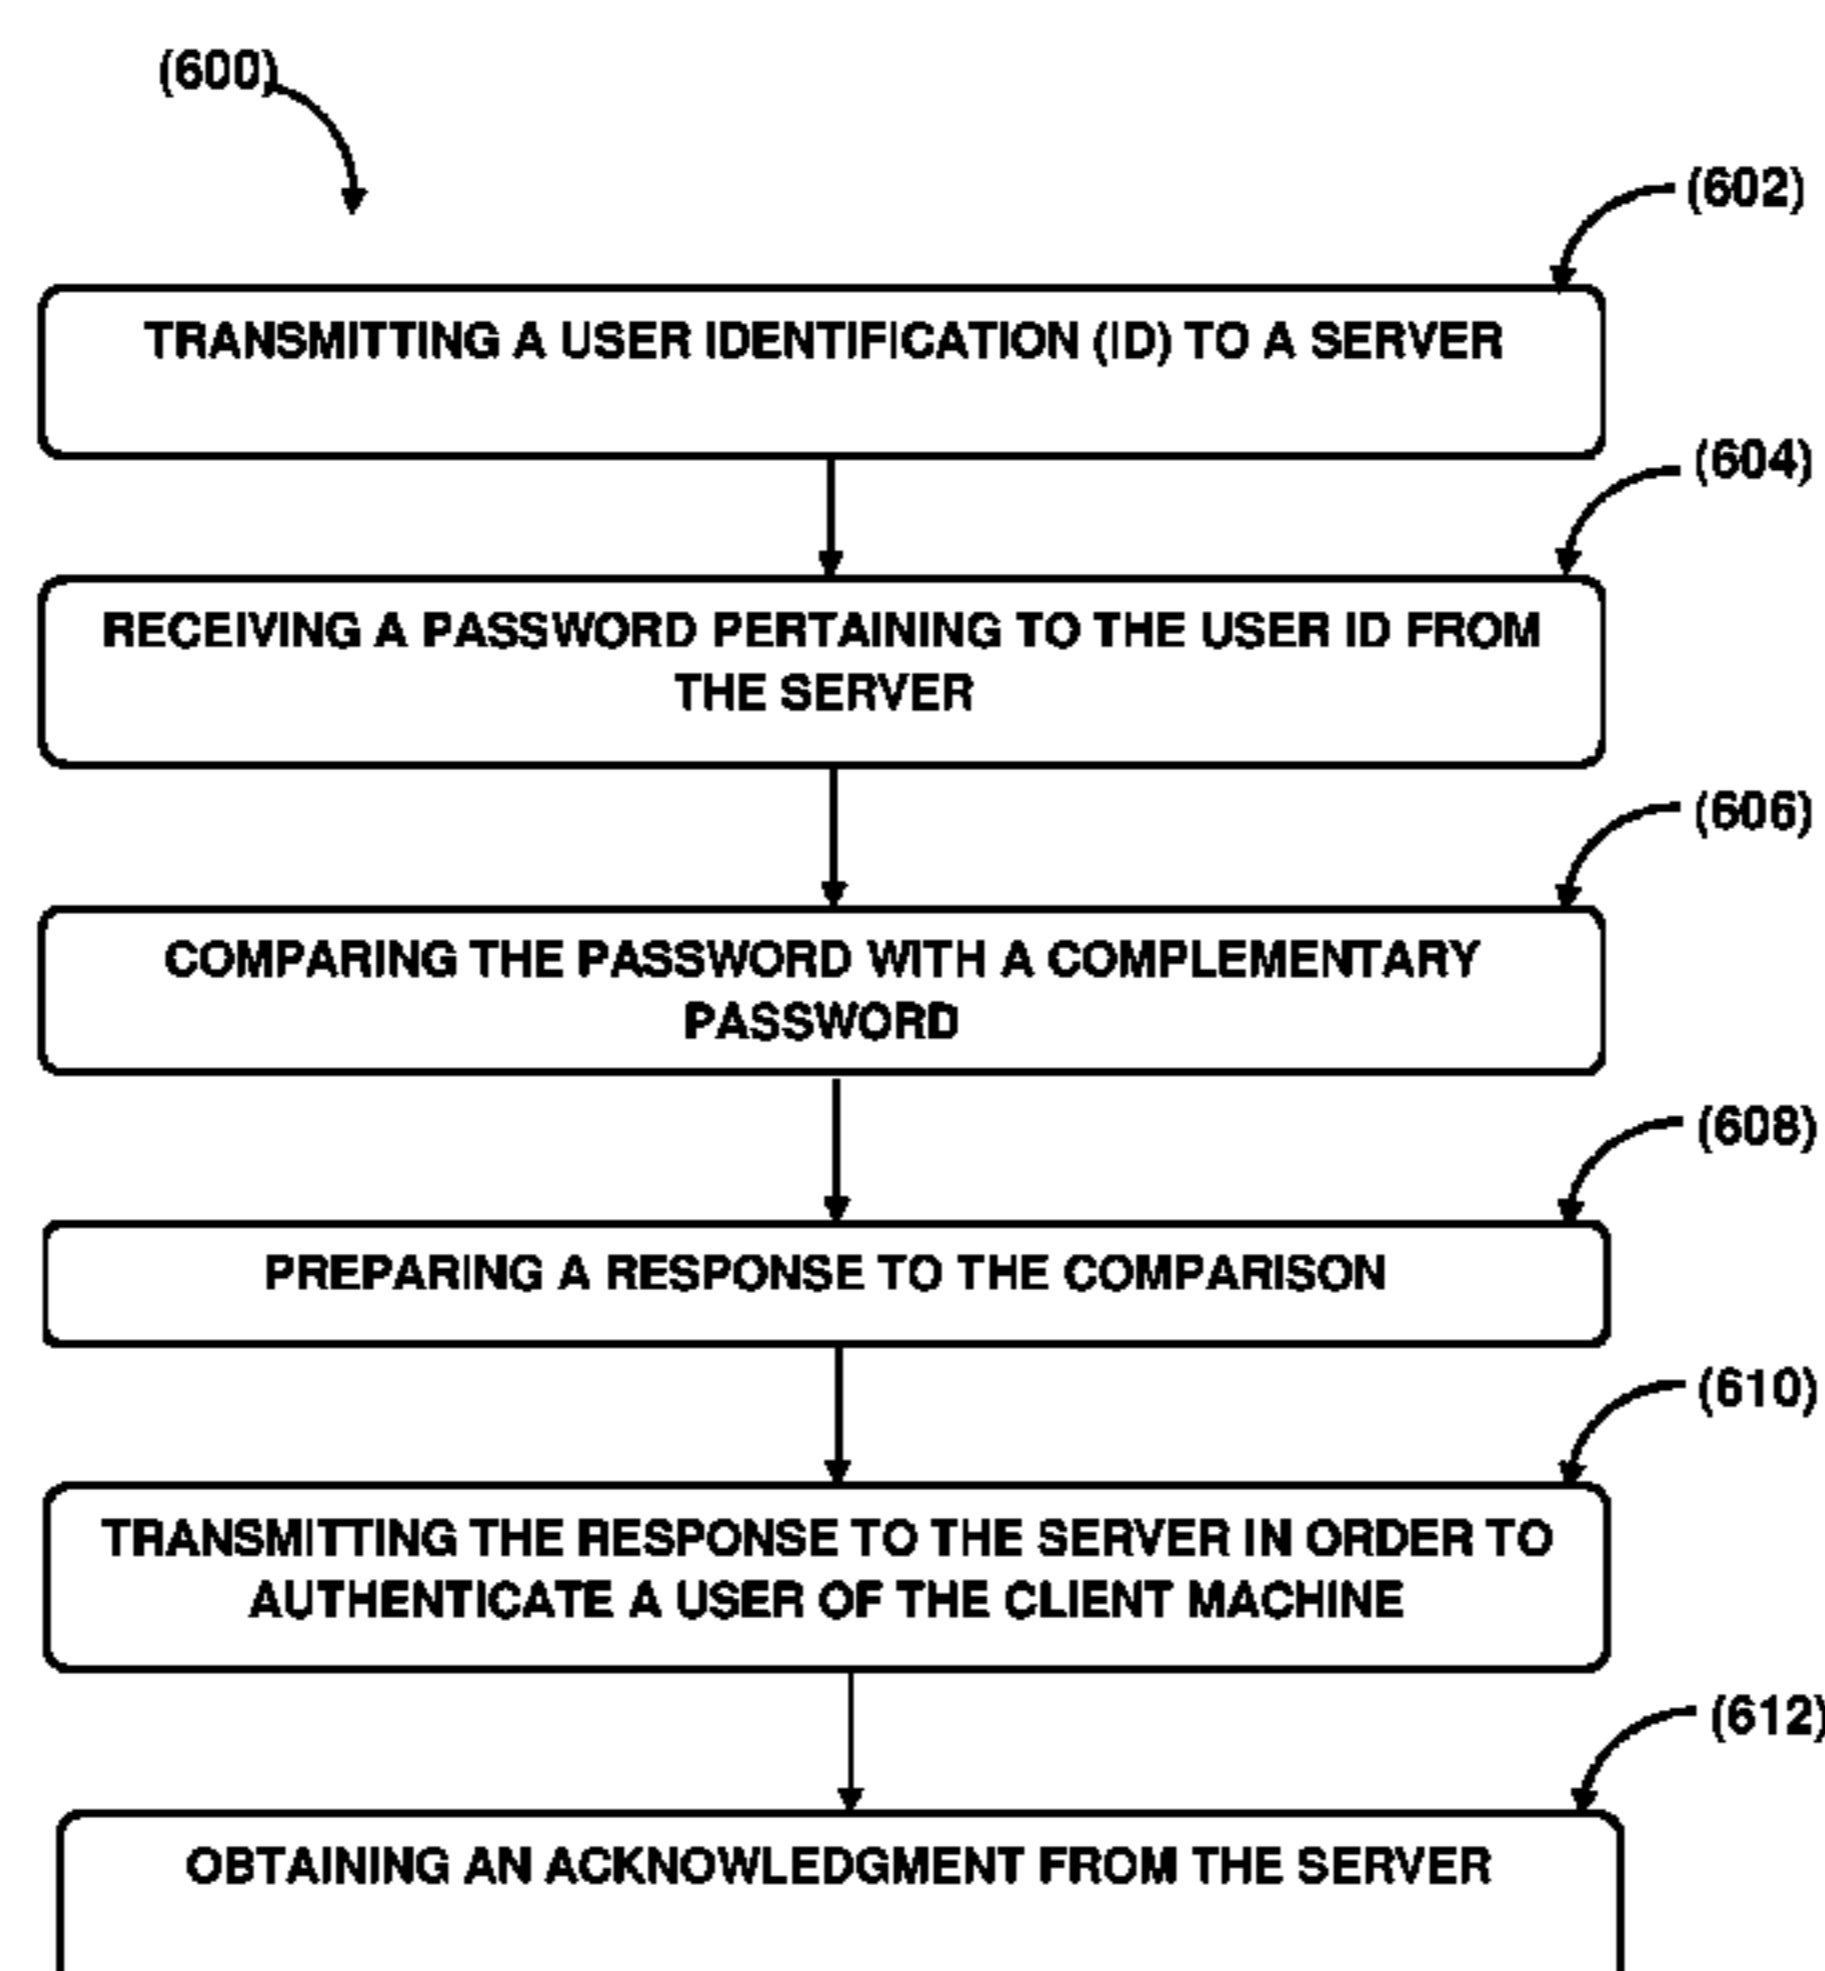 (600)
(602)
TRANSMITTING A USER IDENTIFICATION (ID) TO A SERVER
(604)
RECEIVING A PASSWORD PERTAINING TO THE USER ID FROM
THE SERVER
(606)
COMPARING THE PASSWORD WITH A COMPLEMENTARY
PASSWORD
(608)
PREPARING A RESPONSE TO THE COMPARISON
(610)
TRANSMITTING THE RESPONSE TO THE SERVER IN ORDER TO
AUTHENTICATE A USER OF THE CLIENT MACHINE
(612)
OBTAINING AN ACKNOWLEDGMENT FROM THE SERVER